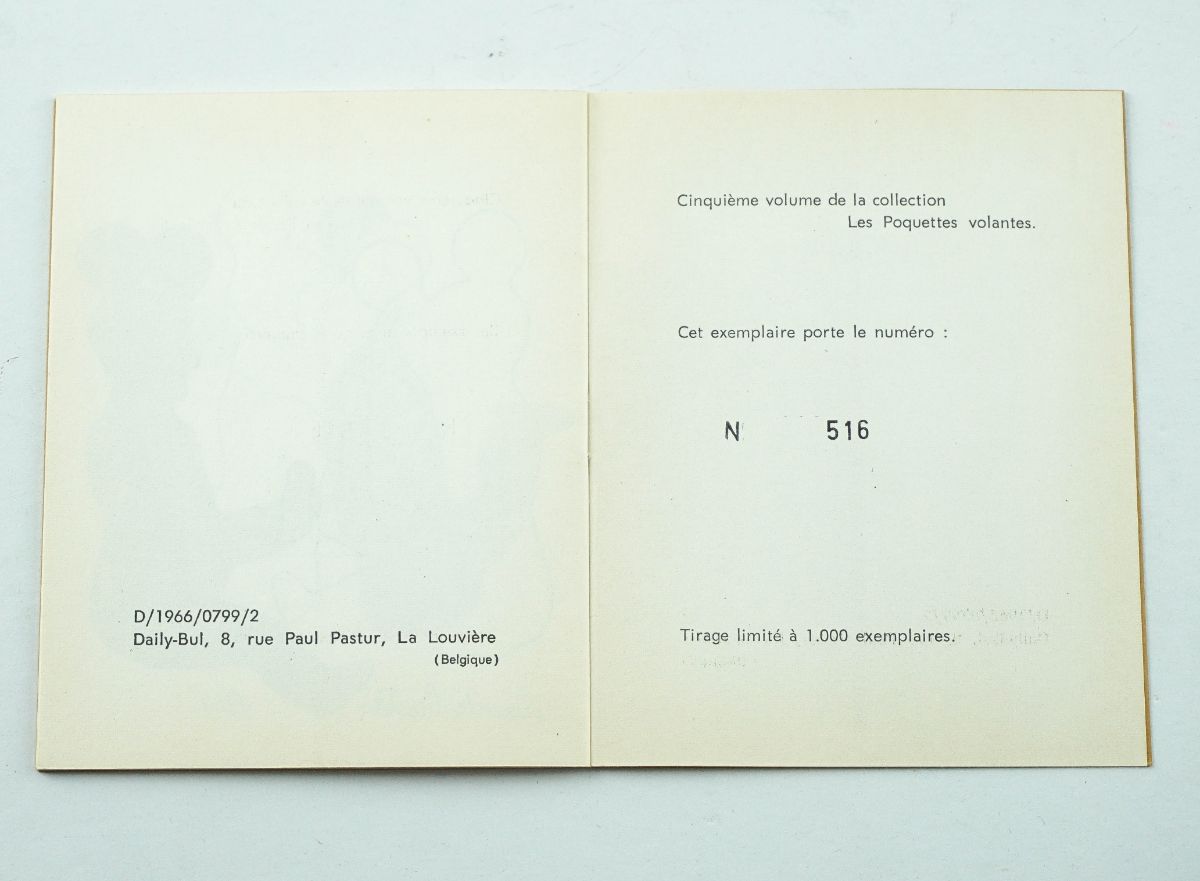 D/1966/0799/2
Daily-Bul, 8, rue Paul Pastur, La Louvière
(Belgique)
Cinquième volume de la collection
Les Poquettes volantes.
Cet exemplaire porte le numéro :
N 516
Tirage limité à 1.000 exemplaires.